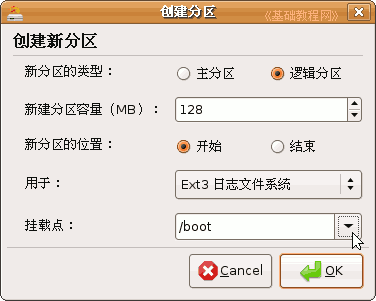 创建分区
《基础教程网》
创建新分区
新分区的类型： 主分区 逻辑分区
新建分区容量（MB）： 128
新分区的位置： 开始 结束
用于： Ext3 日志文件系统
挂载点： /boot
Cancel OK